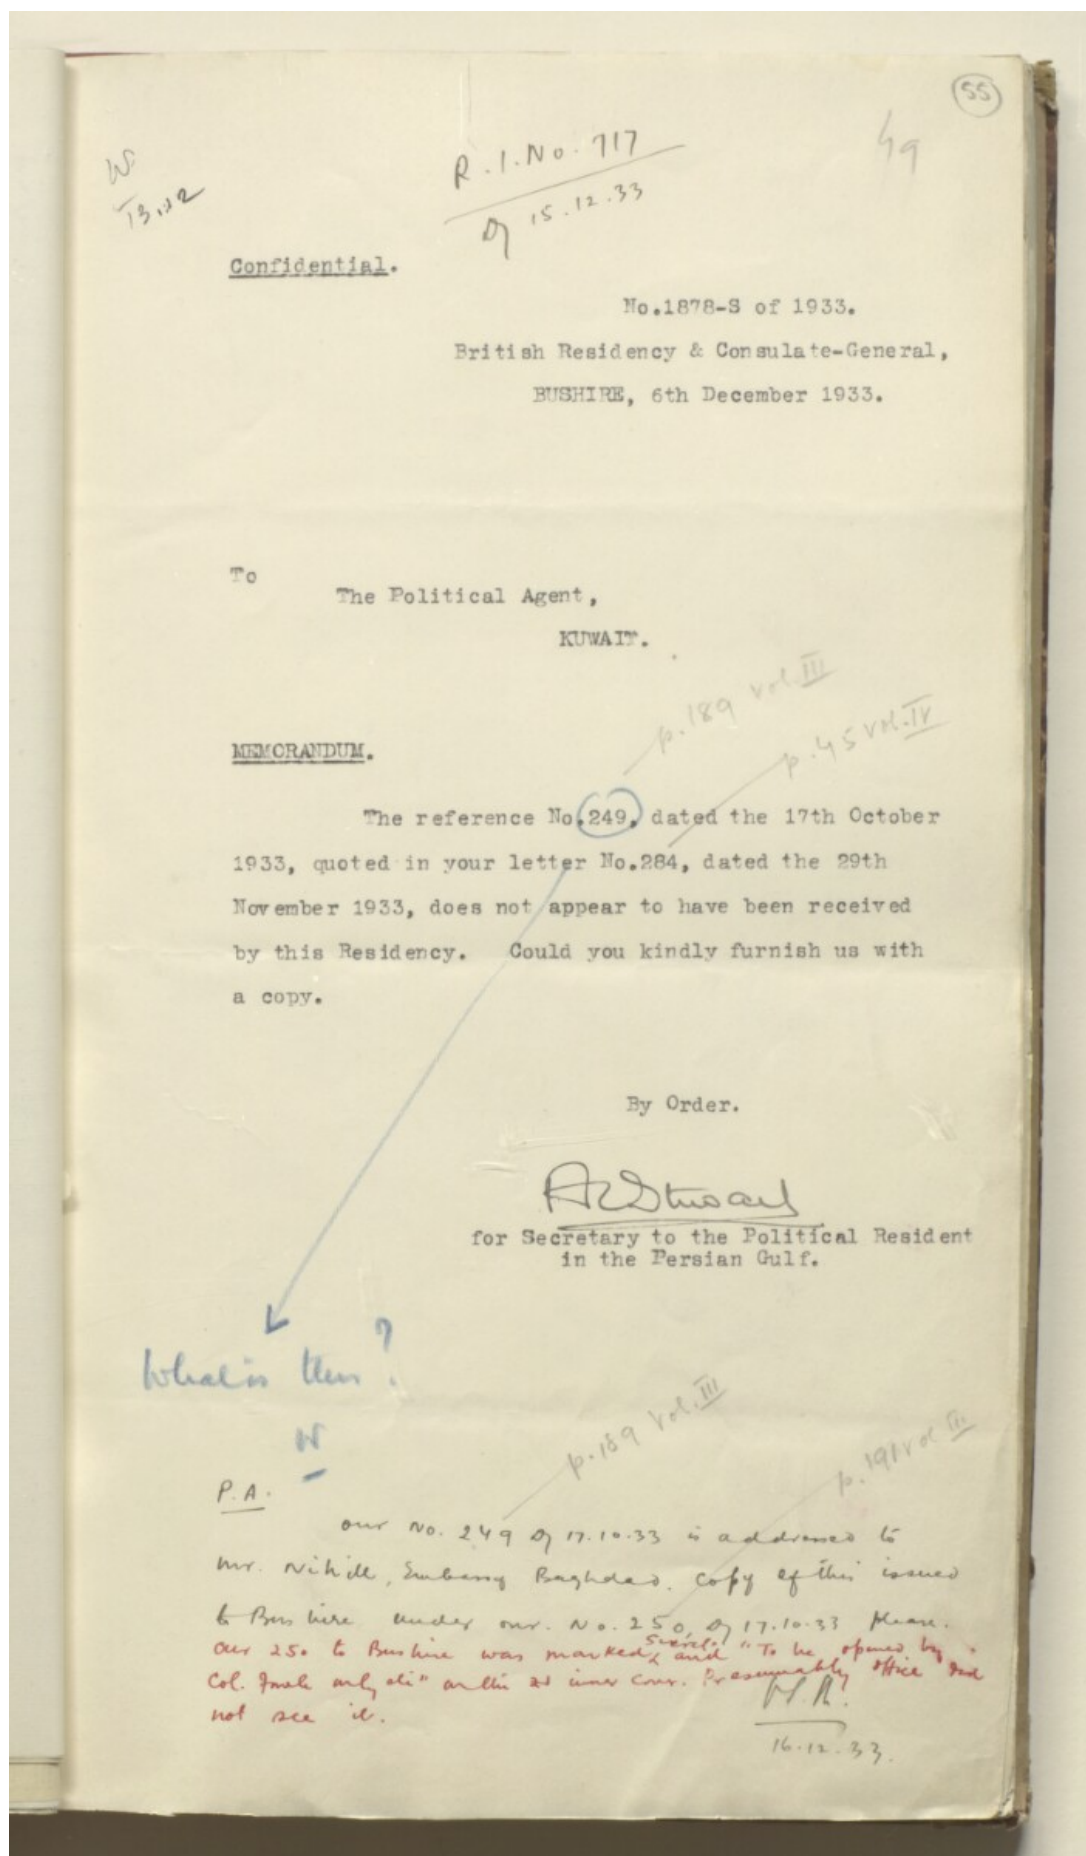 55
49
W
13.12
R.I. No. 717
D/ 15.12.33
Confidential.
No.1878-S of 1933.
British Residency & Consulate-General,
BUSHIRE, 6th December 1933.
To
The Political Agent,
KUWAIT.
p.189 vol.III
p.45 vol.IV
MEMORANDUM.
The reference No.249, dated the 17th October
1933, quoted in your letter No.284, dated the 29th
November 1933, does not appear to have been received
by this Residency. Could you kindly furnish us with
a copy.
By Order.
for Secretary to the Political Resident
in the Persian Gulf.
What is this?
W
p.189 Vol.III
p.191 vol III
P.A.
our No. 249 D/ 17.10.33 is addressed to
Mr. , Embassy Baghdad. Copy of this issued
to Bushire under our No. 250, D/ 17.10.33 please.
Our 250 to Bushire was marked Secret & and "To be opened by
Col. only etc" on the inner cover. Presumably office did
not see it.
16.12.33.